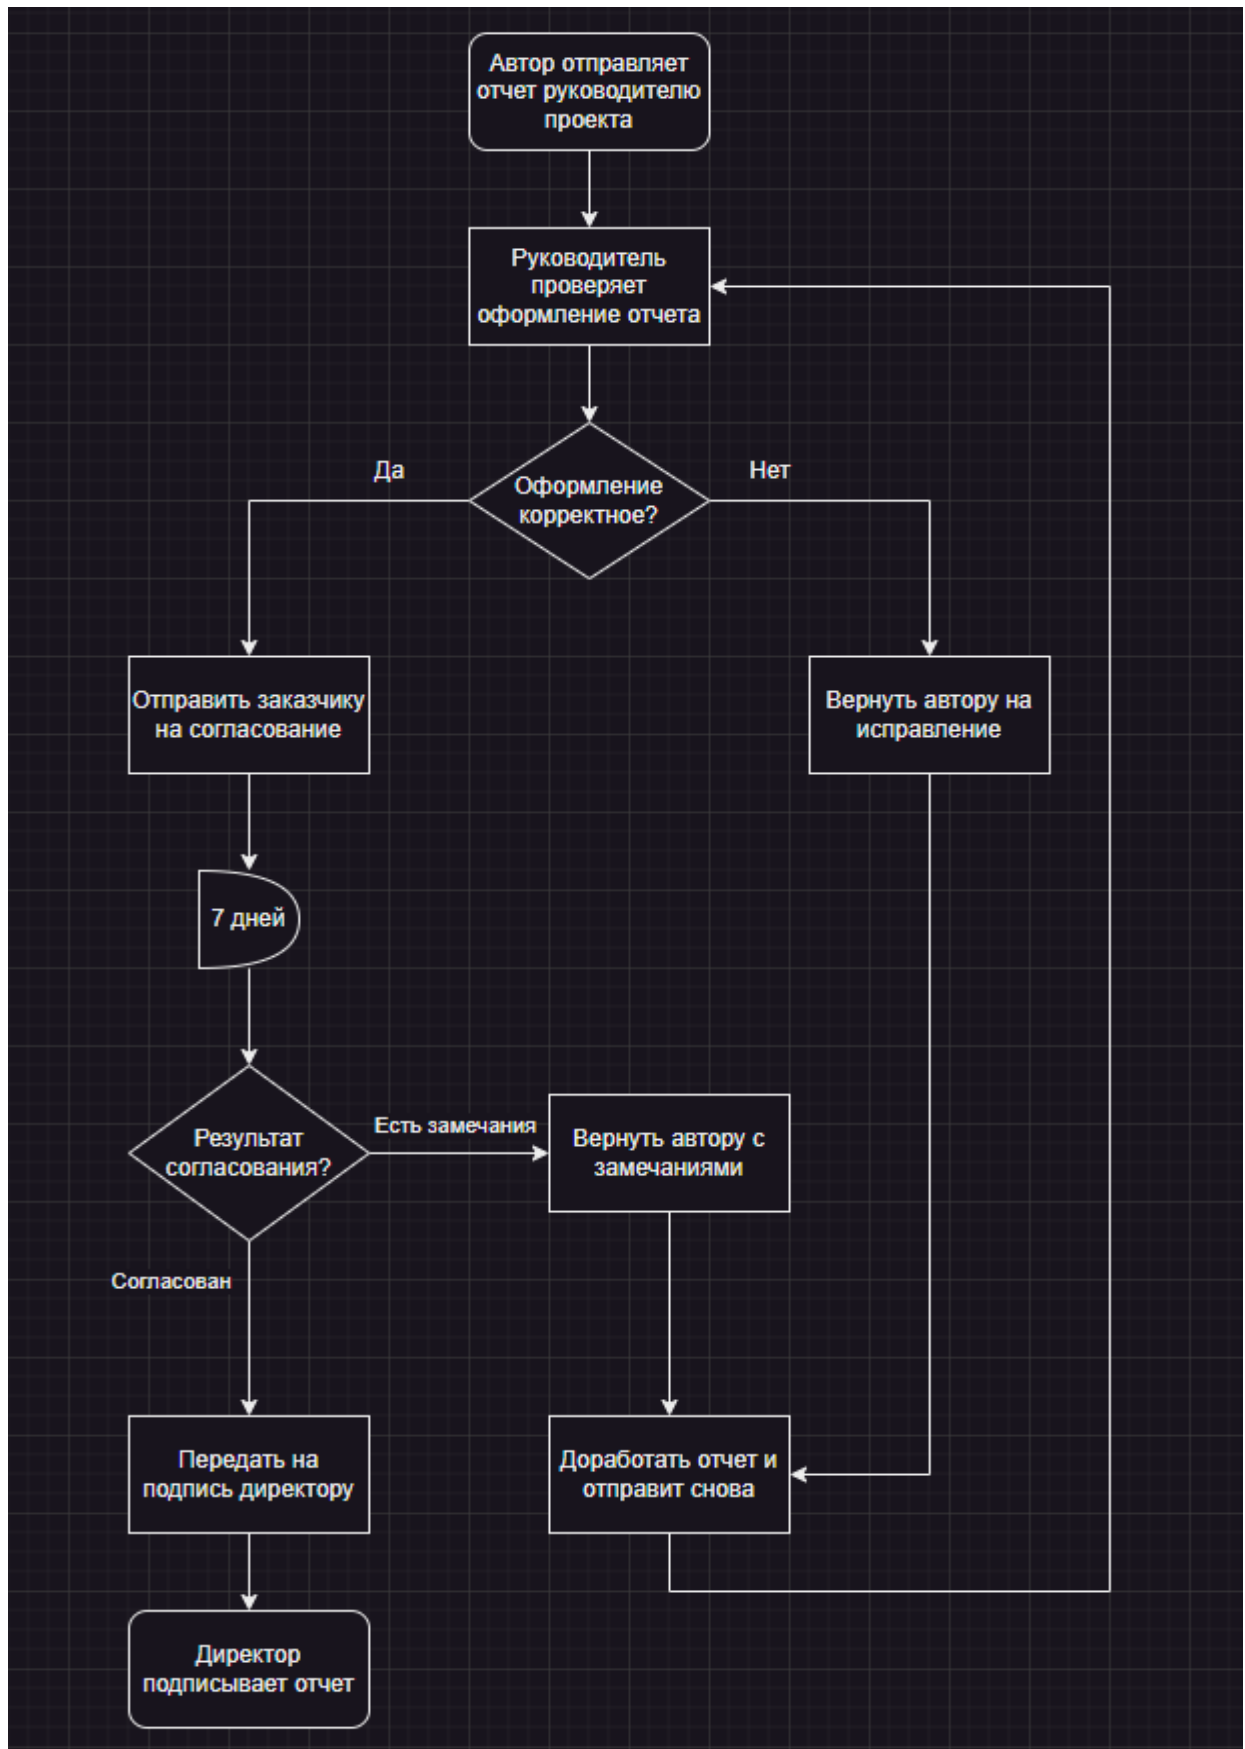 Автор отправляет
отчет руководителю
проекта
Руководитель
проверяет
оформление отчета
Да
Нет
Оформление
корректное?
Отправить заказчику
на согласование
Вернуть автору на
исправление
7 дней
Результат
согласования?
Есть замечания
Вернуть автору с
замечаниями
Согласован
Передать на
подпись директору
Доработать отчет и
отправит снова
Директор
подписывает отчет